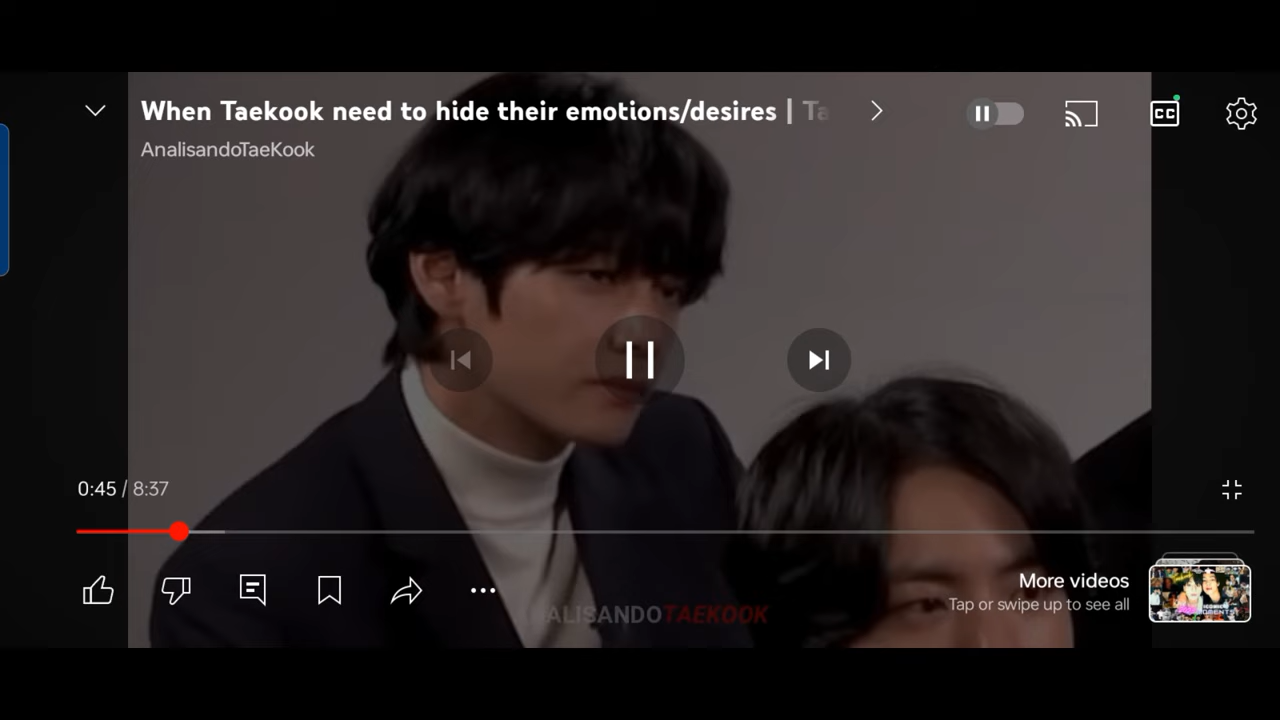 When Taekook need to hide their emotions/desires | Ta
AnalisandoTaeKook
CC
0:45 / 8:37
More videos
Tap or swipe up to see all
ALISANDOTAEKOOK